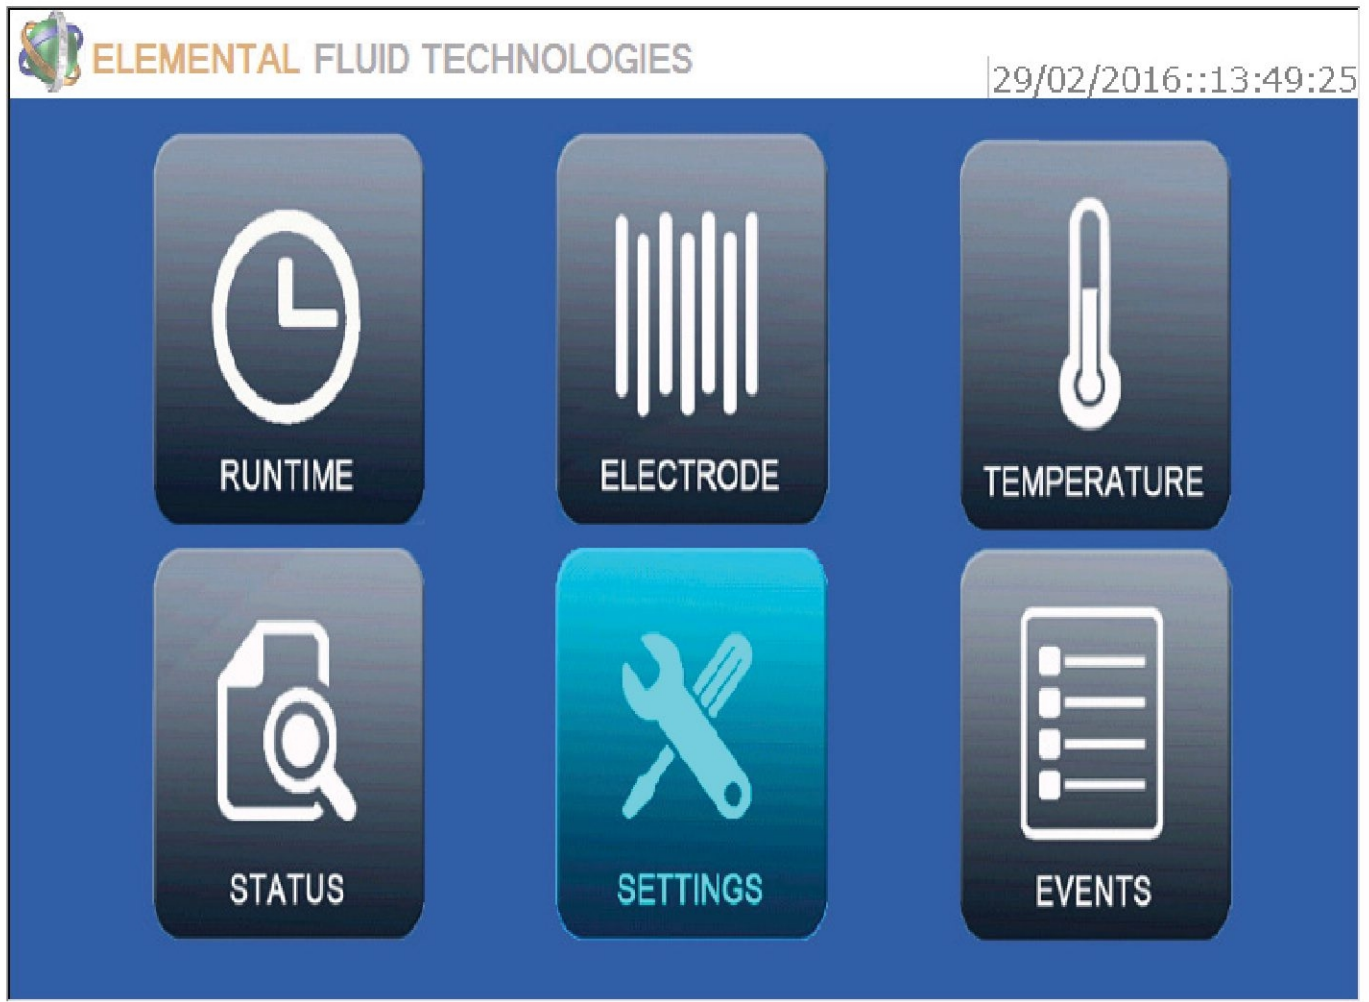 ELEMENTAL FLUID TECHNOLOGIES
29/02/2016::13:49:25
RUNTIME
ELECTRODE
TEMPERATURE
STATUS
SETTINGS
EVENTS